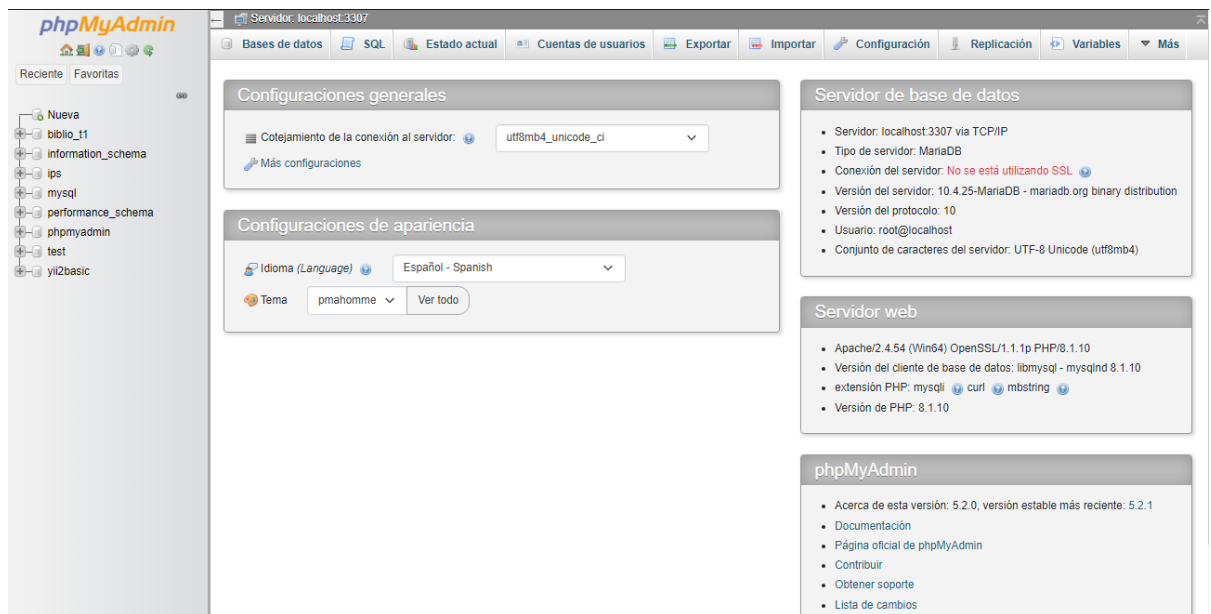 phpMyAdmin
Reciente Favoritas
Nueva
biblio_t1
information_schema
ips
mysql
performance_schema
phpmyadmin
test
yii2basic
Servidor: localhost:3307
Bases de datos SQL Estado actual Cuentas de usuarios Exportar Importar Configuración Replicación Variables Más
Configuraciones generales
Cotejamiento de la conexión al servidor: utf8mb4_unicode_ci
Más configuraciones
Configuraciones de apariencia
Idioma (Language) Español - Spanish
Tema pmahomme Ver todo
Servidor de base de datos
Servidor: localhost:3307 via TCP/IP
Tipo de servidor: MariaDB
Conexión del servidor: No se está utilizando SSL
Versión del servidor: 10.4.25-MariaDB - mariadb.org binary distribution
Versión del protocolo: 10
Usuario: root@localhost
Conjunto de caracteres del servidor: UTF-8 Unicode (utf8mb4)
Servidor web
Apache/2.4.54 (Win64) OpenSSL/1.1.1p PHP/8.1.10
Versión del cliente de base de datos: libmysql - mysqlnd 8.1.10
extensión PHP: mysqli curl mbstring
Versión de PHP: 8.1.10
phpMyAdmin
Acerca de esta versión: 5.2.0, versión estable más reciente: 5.2.1
Documentación
Página oficial de phpMyAdmin
Contribuir
Obtener soporte
Lista de cambios